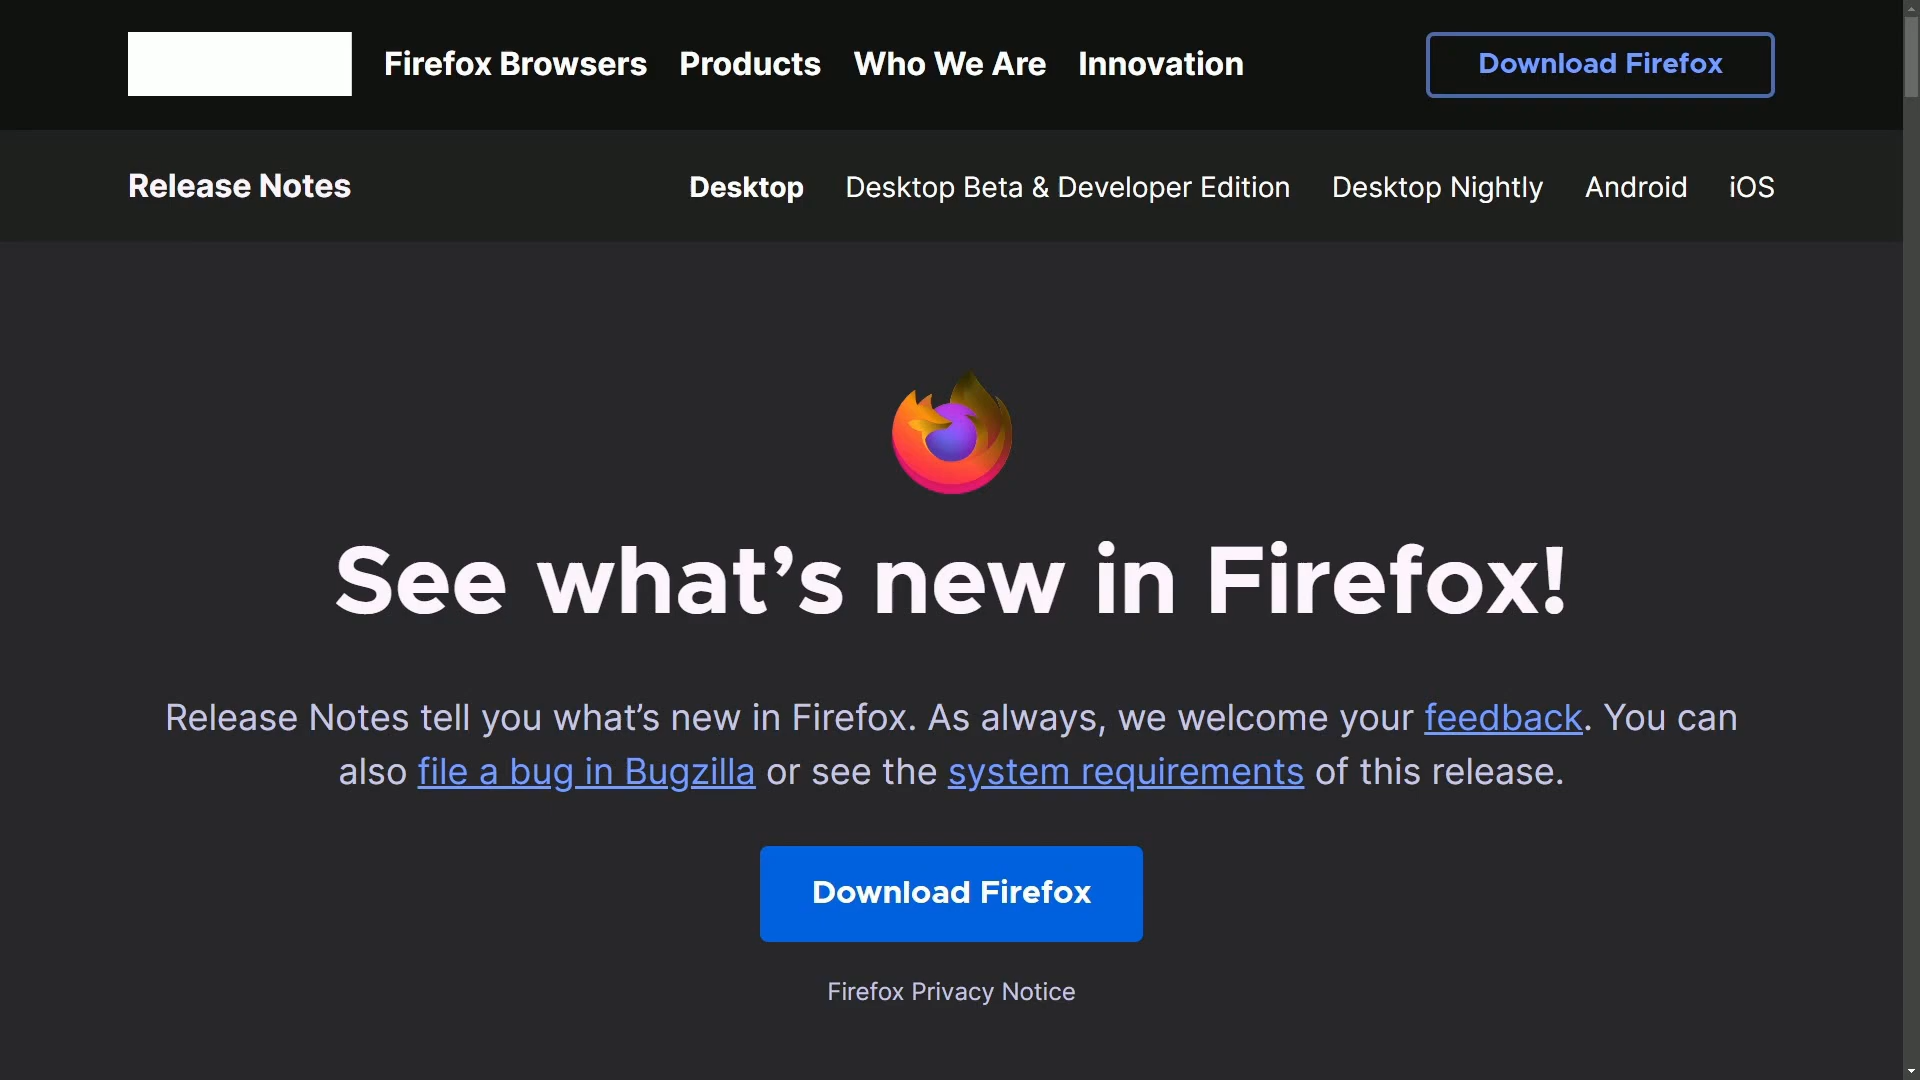 Firefox Browsers Products Who We Are Innovation Download Firefox
Release Notes Desktop Desktop Beta & Developer Edition Desktop Nightly Android iOS
See what’s new in Firefox!
Release Notes tell you what’s new in Firefox. As always, we welcome your feedback. You can
also file a bug in Bugzilla or see the system requirements of this release.
Download Firefox
Firefox Privacy Notice